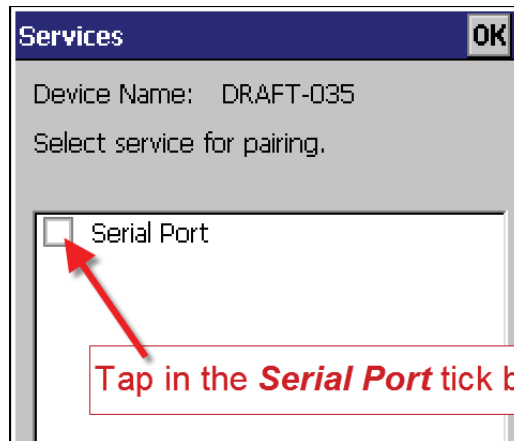 Services OK
Device Name: DRAFT-035
Select service for pairing.
Serial Port
Tap in the Serial Port tick